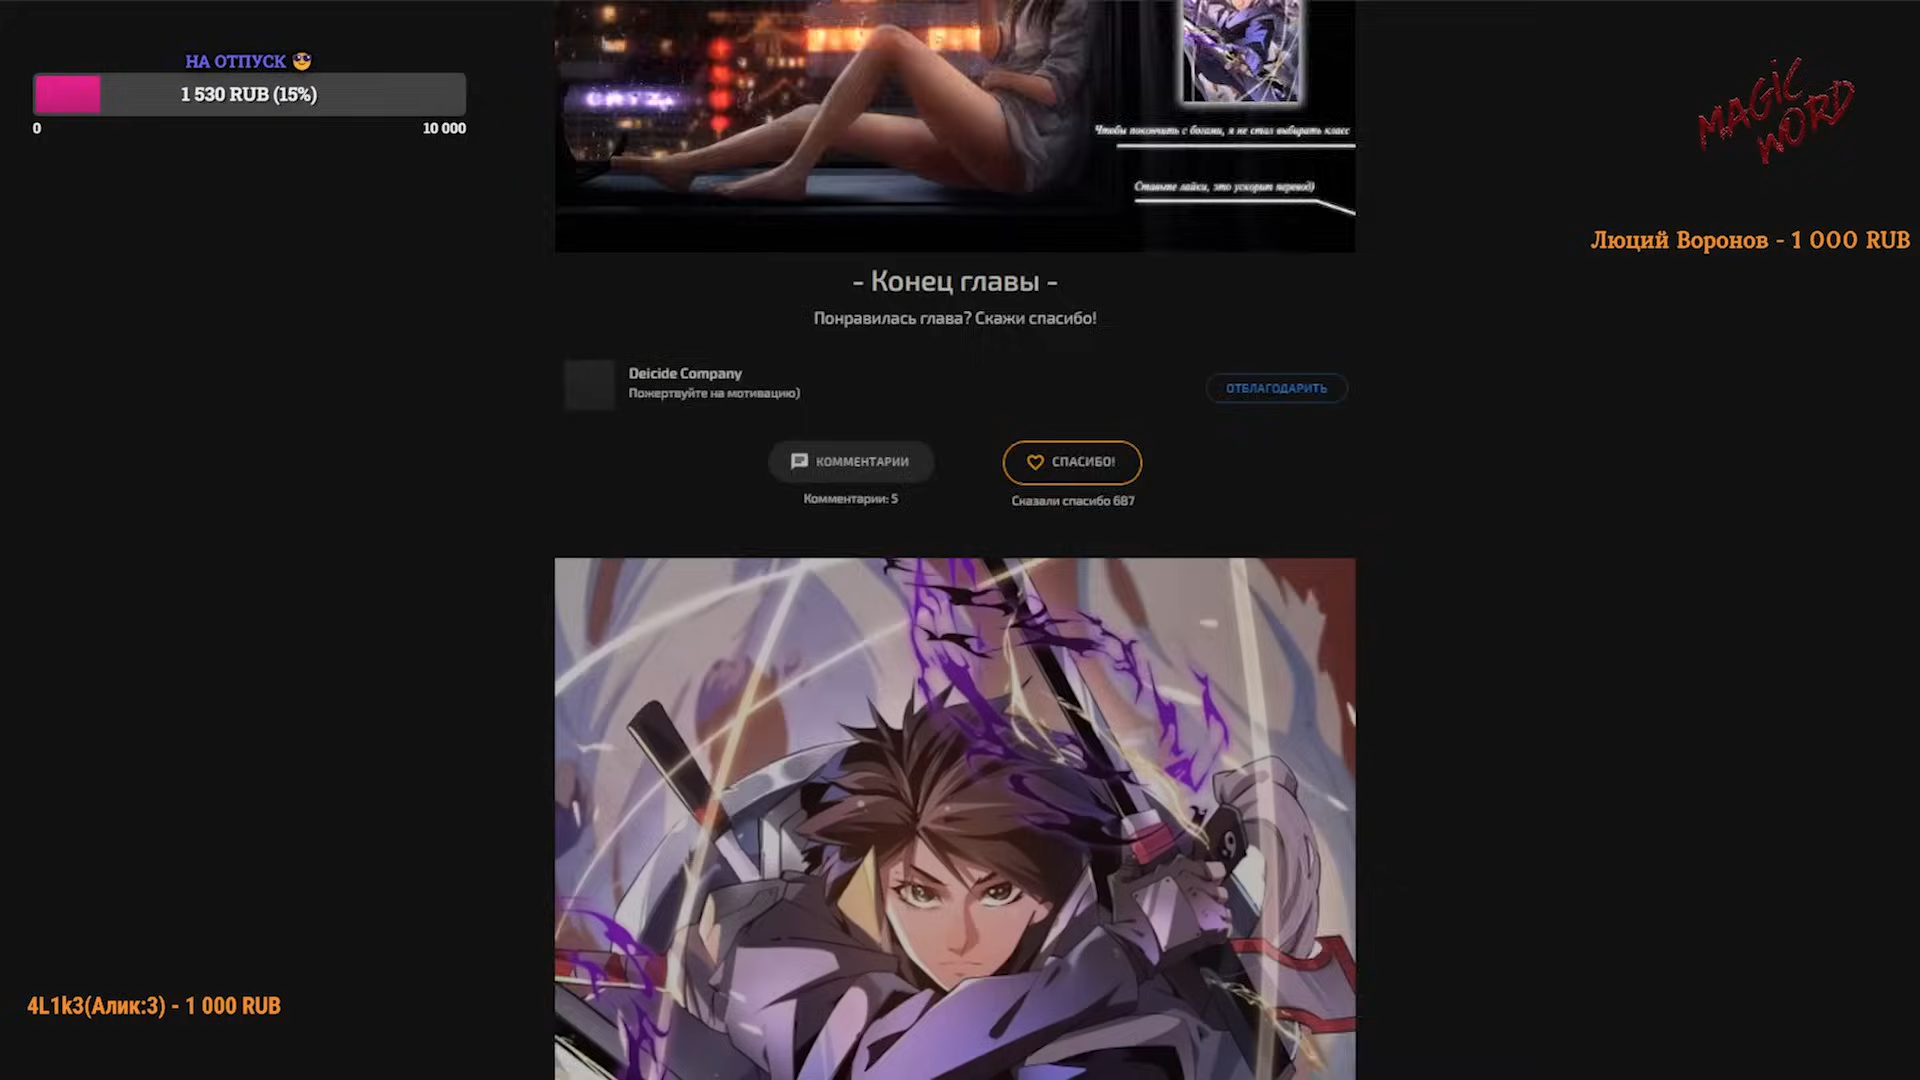 НА ОТПУСК
1 530 RUB (15%)
0
10 000
MAGIC
WORD
Люций Воронов - 1 000 RUB
CRYZ
Чтобы покончить с богами, я не стал выбирать класс
Ставьте лайки, это ускорит перевод)
- Конец главы -
Понравилась глава? Скажи спасибо!
Deicide Company
Пожертвуйте на мотивацию)
ОТБЛАГОДАРИТЬ
КОММЕНТАРИИ
СПАСИБО!
Комментарии: 5
Сказали спасибо 687
4L1k3(Алик:3) - 1 000 RUB